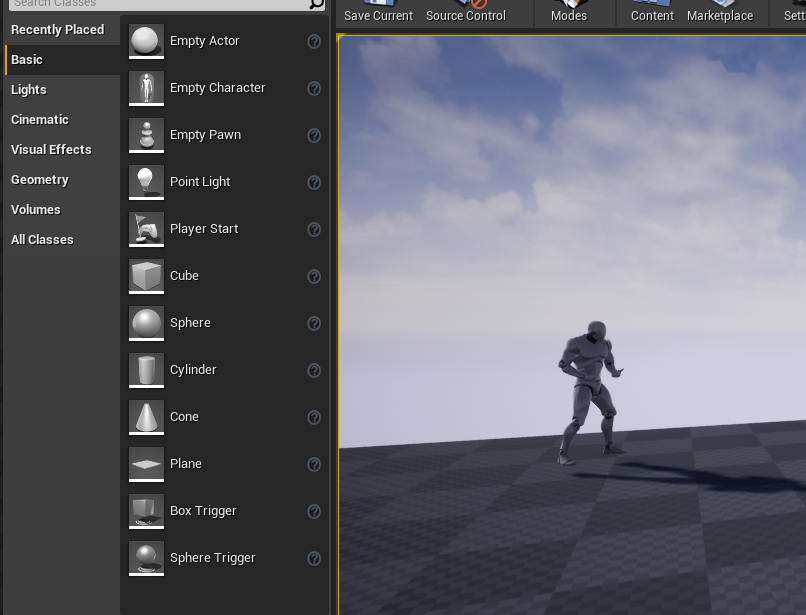 Search Classes
Save Current
Source Control
Modes
Content
Marketplace
Sett
Recently Placed
Basic
Lights
Cinematic
Visual Effects
Geometry
Volumes
All Classes
Empty Actor
Empty Character
Empty Pawn
Point Light
Player Start
Cube
Sphere
Cylinder
Cone
Plane
Box Trigger
Sphere Trigger